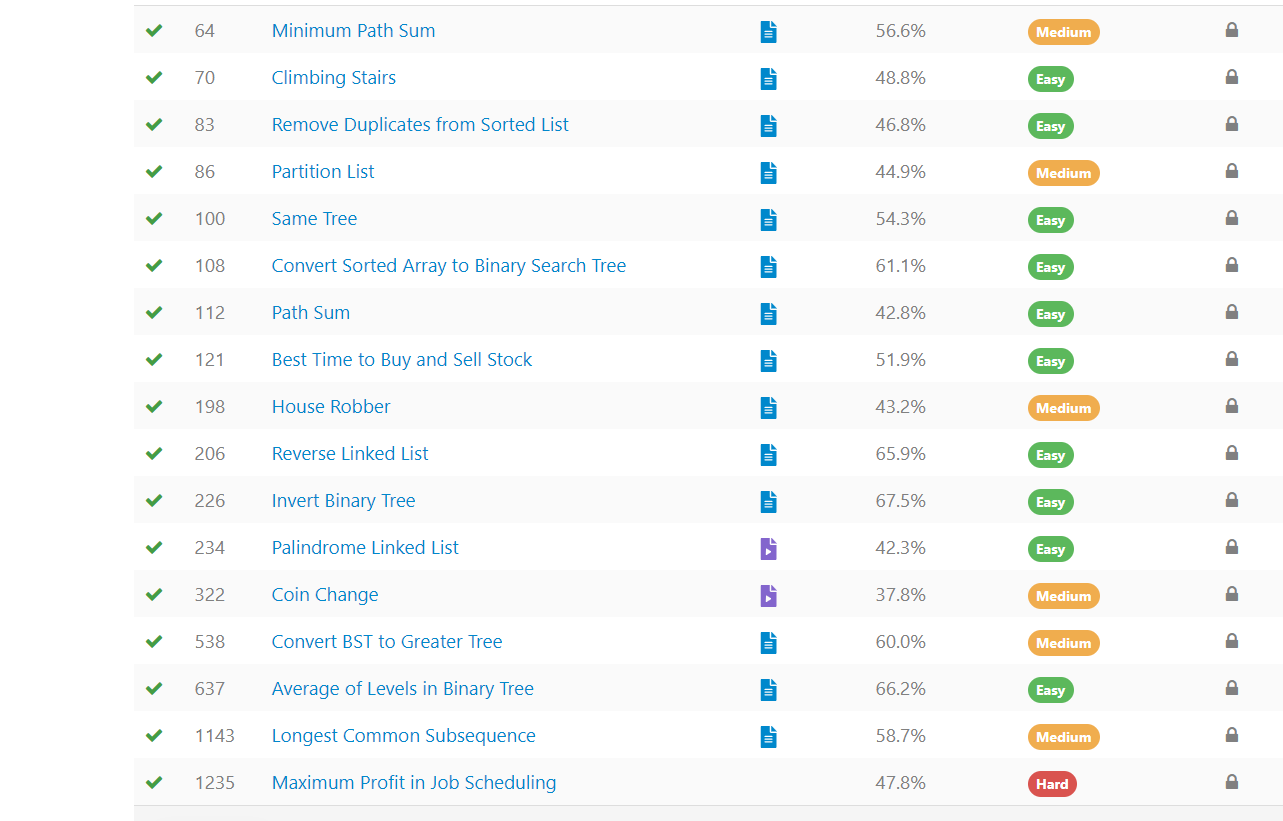 64 Minimum Path Sum 56.6% Medium
70 Climbing Stairs 48.8% Easy
83 Remove Duplicates from Sorted List 46.8% Easy
86 Partition List 44.9% Medium
100 Same Tree 54.3% Easy
108 Convert Sorted Array to Binary Search Tree 61.1% Easy
112 Path Sum 42.8% Easy
121 Best Time to Buy and Sell Stock 51.9% Easy
198 House Robber 43.2% Medium
206 Reverse Linked List 65.9% Easy
226 Invert Binary Tree 67.5% Easy
234 Palindrome Linked List 42.3% Easy
322 Coin Change 37.8% Medium
538 Convert BST to Greater Tree 60.0% Medium
637 Average of Levels in Binary Tree 66.2% Easy
1143 Longest Common Subsequence 58.7% Medium
1235 Maximum Profit in Job Scheduling 47.8% Hard